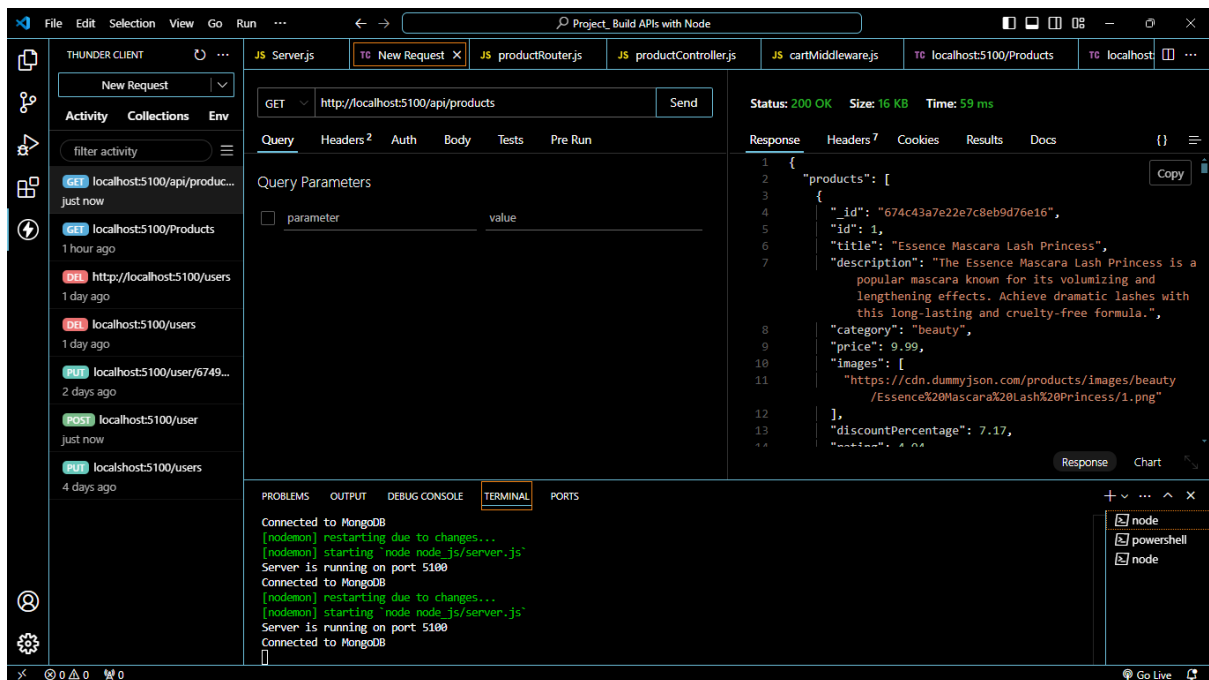 File Edit Selection View Go Run ··· ← → Project_ Build APIs with Node
THUNDER CLIENT ···
New Request
Activity Collections Env
filter activity
GET localhost:5100/api/produc...
just now
GET localhost:5100/Products
1 hour ago
DEL htt:p://localhost:5100/users
1 day ago
DEL localhost:5100/users
1 day ago
PUT localhost:5100/user/6749...
2 days ago
POST localhost:5100/user
just now
PUT localshost:5100/users
4 days ago
JS Server.js TC New Request × JS productRouter.js JS productController.js JS cartMiddleware.js TC localhost:5100/Products TC localhost: ···
GET http://localhost:5100/api/products Send
Query Headers 2 Auth Body Tests Pre Run
Query Parameters
parameter value
Status: 200 OK Size: 16 KB Time: 59 ms
Response Headers 7 Cookies Results Docs {}
Copy
1 {
2 "products": [
3 {
4 "_id": "674c43a7e22e7c8eb9d76e16",
5 "id": 1,
6 "title": "Essence Mascara Lash Princess",
7 "description": "The Essence Mascara Lash Princess is a
popular mascara known for its volumizing and
lengthening effects. Achieve dramatic lashes with
this long-lasting and cruelty-free formula.",
8 "category": "beauty",
9 "price": 9.99,
10 "images": [
11 "https://cdn.dummyjson.com/products/images/beauty
/Essence%20Mascara%20Lash%20Princess/1.png"
12 ],
13 "discountPercentage": 7.17,
14 "rating": 4.94,
Response Chart
PROBLEMS OUTPUT DEBUG CONSOLE TERMINAL PORTS
Connected to MongoDB
[nodemon] restarting due to changes...
[nodemon] starting `node node_js/server.js`
Server is running on port 5100
Connected to MongoDB
[nodemon] restarting due to changes...
[nodemon] starting `node node_js/server.js`
Server is running on port 5100
Connected to MongoDB
node
powershell
node
0 0 0 Go Live